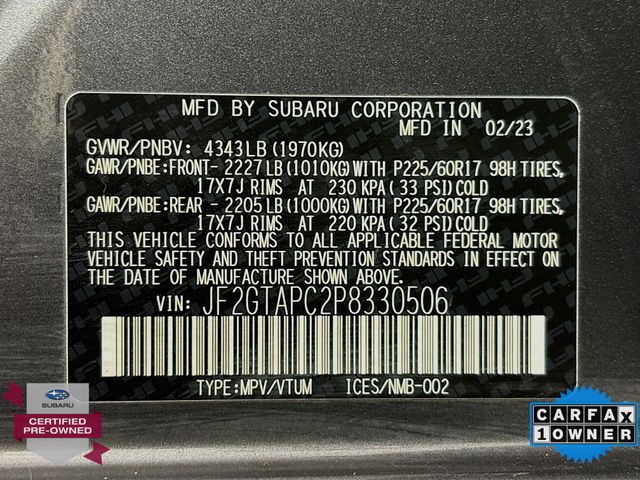 MFD BY SUBARU CORPORATION
MFD IN 02/23
GVWR/PNBV: 4343LB (1970KG)
GAWR/PNBE:FRONT- 2227LB (1010KG) WITH P225/60R17 98H TIRES,
17X7J RIMS AT 230 KPA (33 PSI) COLD
GAWR/PNBE:REAR - 2205LB (1000KG) WITH P225/60R17 98H TIRES,
17X7J RIMS AT 220 KPA (32 PSI) COLD
THIS VEHICLE CONFORMS TO ALL APPLICABLE FEDERAL MOTOR
VEHICLE SAFETY AND THEFT PREVENTION STANDARDS IN EFFECT ON
THE DATE OF MANUFACTURE SHOWN ABOVE.
VIN: JF2GTAPC2P8330506
TYPE:MPV/VTUM ICES/NMB-002
SUBARU
CERTIFIED
PRE-OWNED
CARFAX
1 OWNER